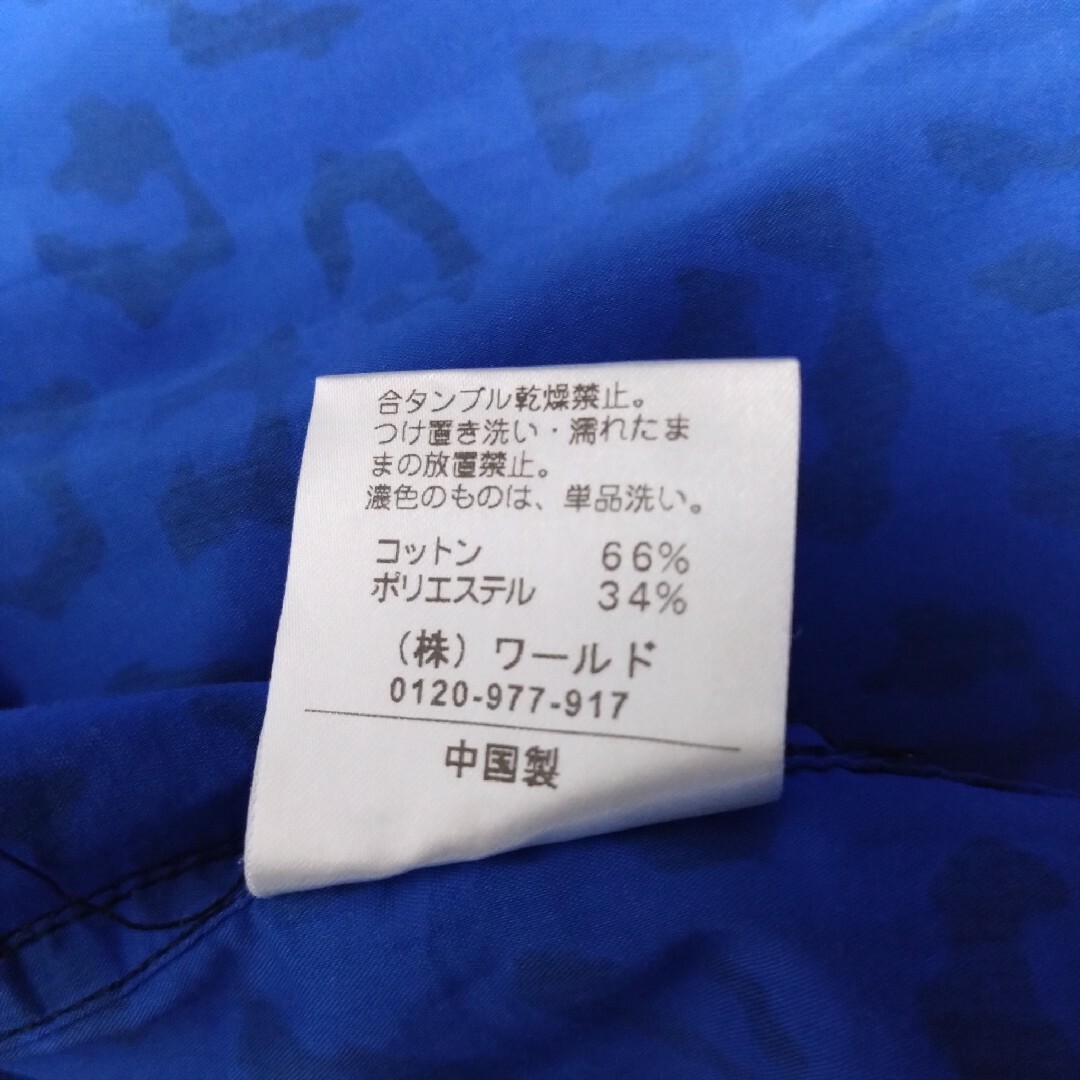 合タンブル乾燥禁止。
つけ置き洗い・濡れたま
まの放置禁止。
濃色のものは、単品洗い。
コットン 66%
ポリエステル 34%
（株）ワールド
0120-977-917
中国製